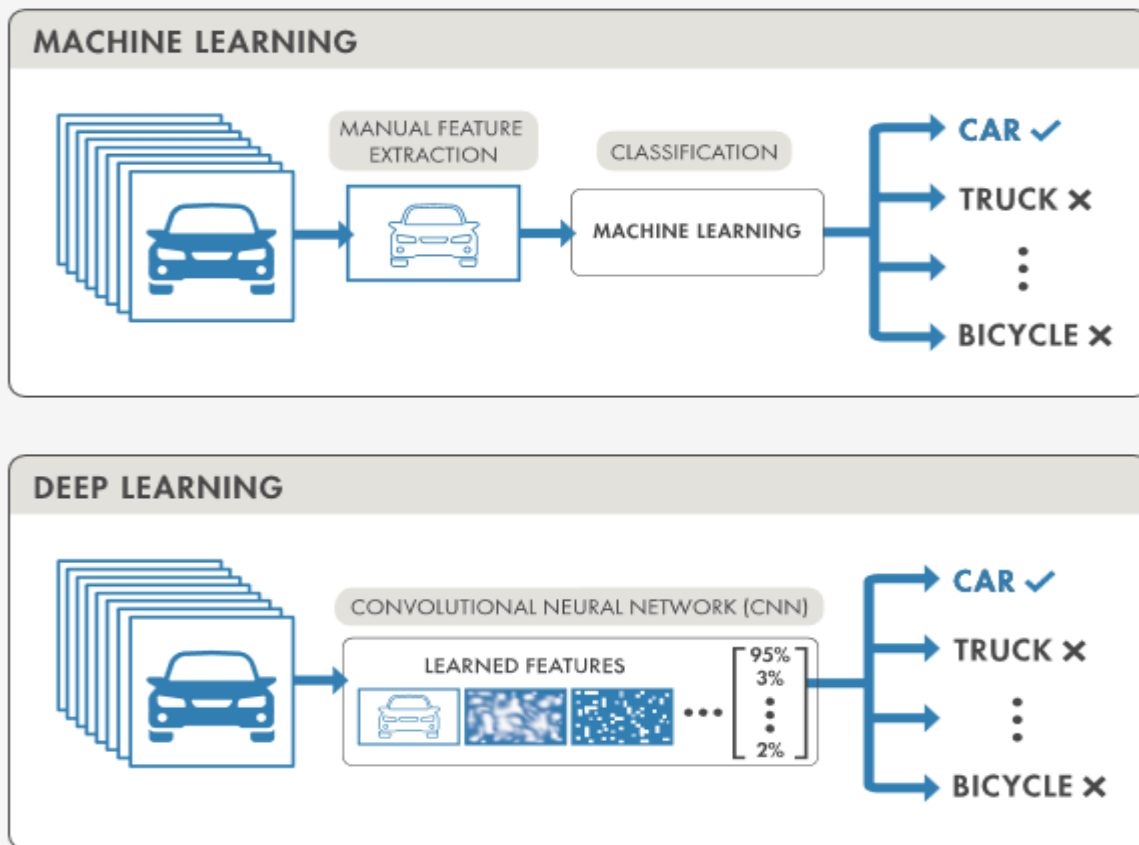 MACHINE LEARNING
MANUAL FEATURE
EXTRACTION
CLASSIFICATION
MACHINE LEARNING
CAR ✓
TRUCK ✕
⋮
BICYCLE ✕
DEEP LEARNING
CONVOLUTIONAL NEURAL NETWORK (CNN)
LEARNED FEATURES
...
95%
3%
⋮
2%
CAR ✓
TRUCK ✕
⋮
BICYCLE ✕